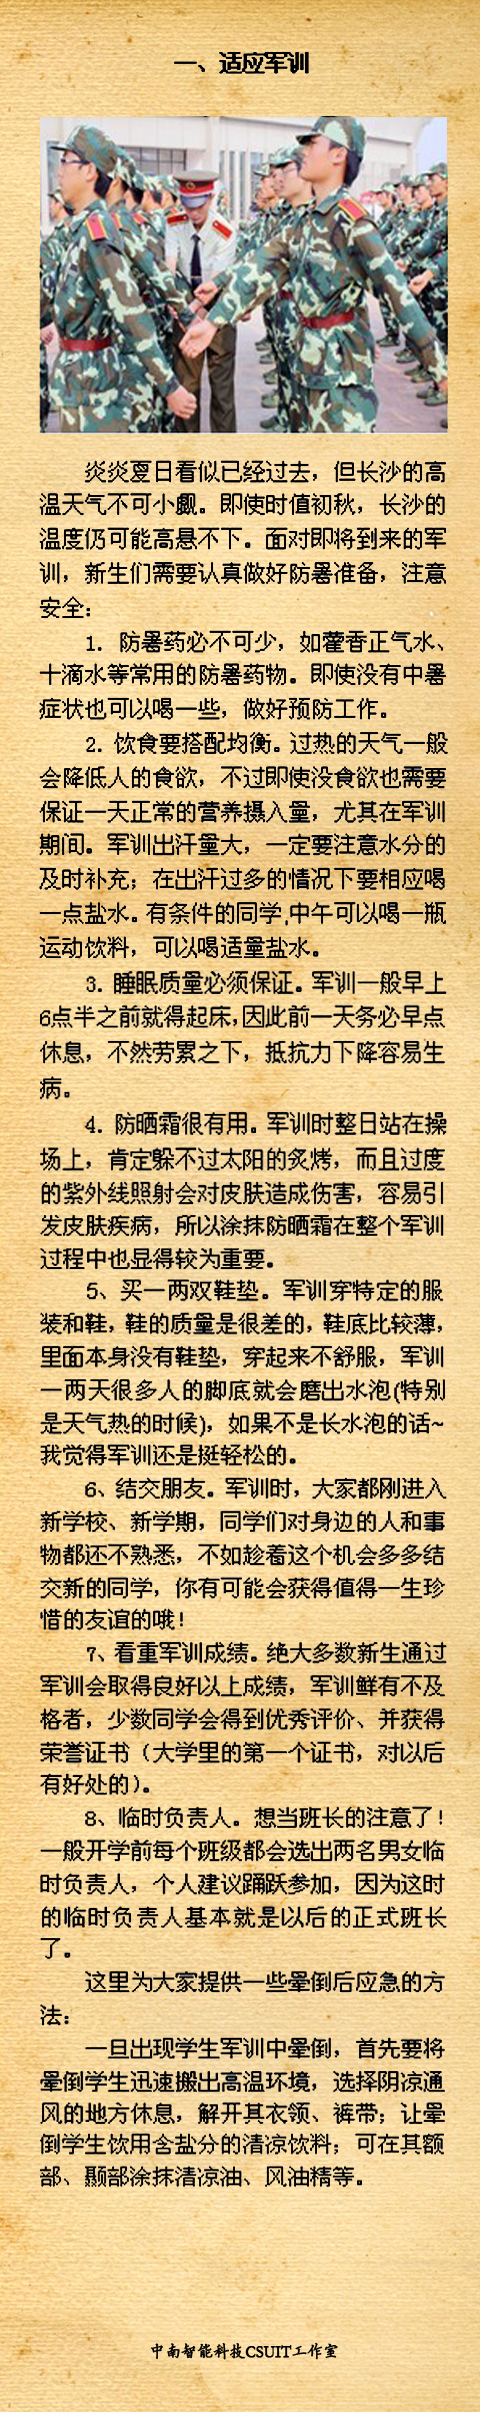 一、适应军训
炎炎夏日看似已经过去，但长沙的高
温天气不可小觑。即使时值初秋，长沙的
温度仍可能高悬不下。面对即将到来的军
训，新生们需要认真做好防暑准备，注意
安全：
1. 防暑药必不可少，如藿香正气水、
十滴水等常用的防暑药物。即使没有中暑
症状也可以喝一些，做好预防工作。
2. 饮食要搭配均衡。过热的天气一般
会降低人的食欲，不过即使没食欲也需要
保证一天正常的营养摄入量，尤其在军训
期间。军训出汗量大，一定要注意水分的
及时补充；在出汗过多的情况下要相应喝
一点盐水。有条件的同学,中午可以喝一瓶
运动饮料，可以喝适量盐水。
3. 睡眠质量必须保证。军训一般早上
6点半之前就得起床,因此前一天务必早点
休息，不然劳累之下，抵抗力下降容易生
病。
4. 防晒霜很有用。军训时整日站在操
场上，肯定躲不过太阳的炙烤，而且过度
的紫外线照射会对皮肤造成伤害，容易引
发皮肤疾病，所以涂抹防晒霜在整个军训
过程中也显得较为重要。
5、买一两双鞋垫。军训穿特定的服
装和鞋，鞋的质量是很差的，鞋底比较薄，
里面本身没有鞋垫，穿起来不舒服，军训
一两天很多人的脚底就会磨出水泡(特别
是天气热的时候)，如果不是长水泡的话~
我觉得军训还是挺轻松的。
6、结交朋友。军训时，大家都刚进入
新学校、新学期，同学们对身边的人和事
物都还不熟悉，不如趁着这个机会多多结
交新的同学，你有可能会获得值得一生珍
惜的友谊的哦！
7、看重军训成绩。绝大多数新生通过
军训会取得良好以上成绩，军训鲜有不及
格者，少数同学会得到优秀评价、并获得
荣誉证书（大学里的第一个证书，对以后
有好处的）。
8、临时负责人。想当班长的注意了！
一般开学前每个班级都会选出两名男女临
时负责人，个人建议踊跃参加，因为这时
的临时负责人基本就是以后的正式班长
了。
这里为大家提供一些晕倒后应急的方
法：
一旦出现学生军训中晕倒，首先要将
晕倒学生迅速搬出高温环境，选择阴凉通
风的地方休息，解开其衣领、裤带；让晕
倒学生饮用含盐分的清凉饮料；可在其额
部、颞部涂抹清凉油、风油精等。
中南智能科技CSUIT工作室